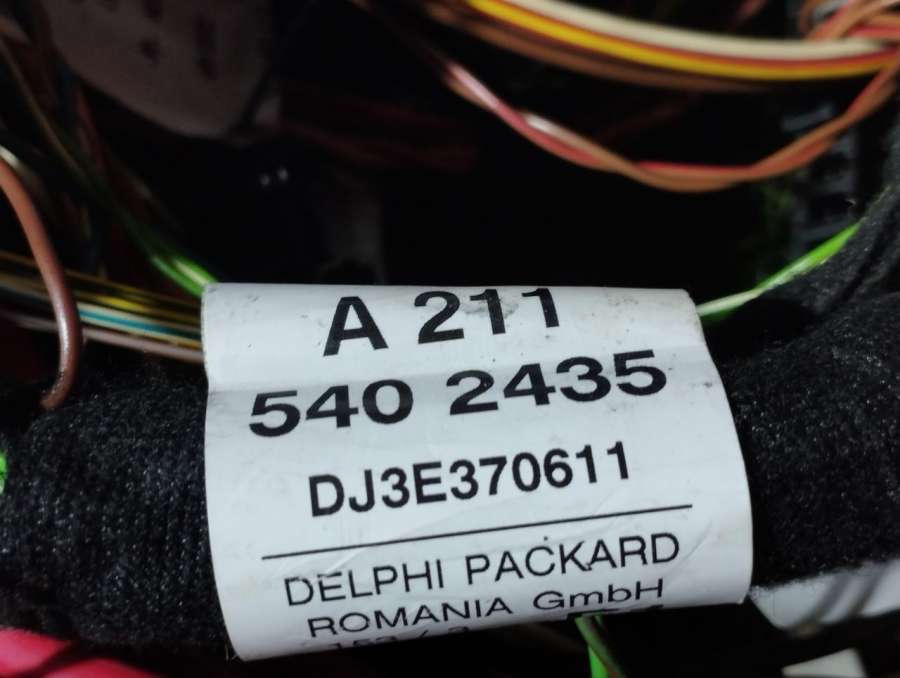 A 211
540 2435
DJ3E370611
DELPHI PACKARD
ROMANIA GmbH